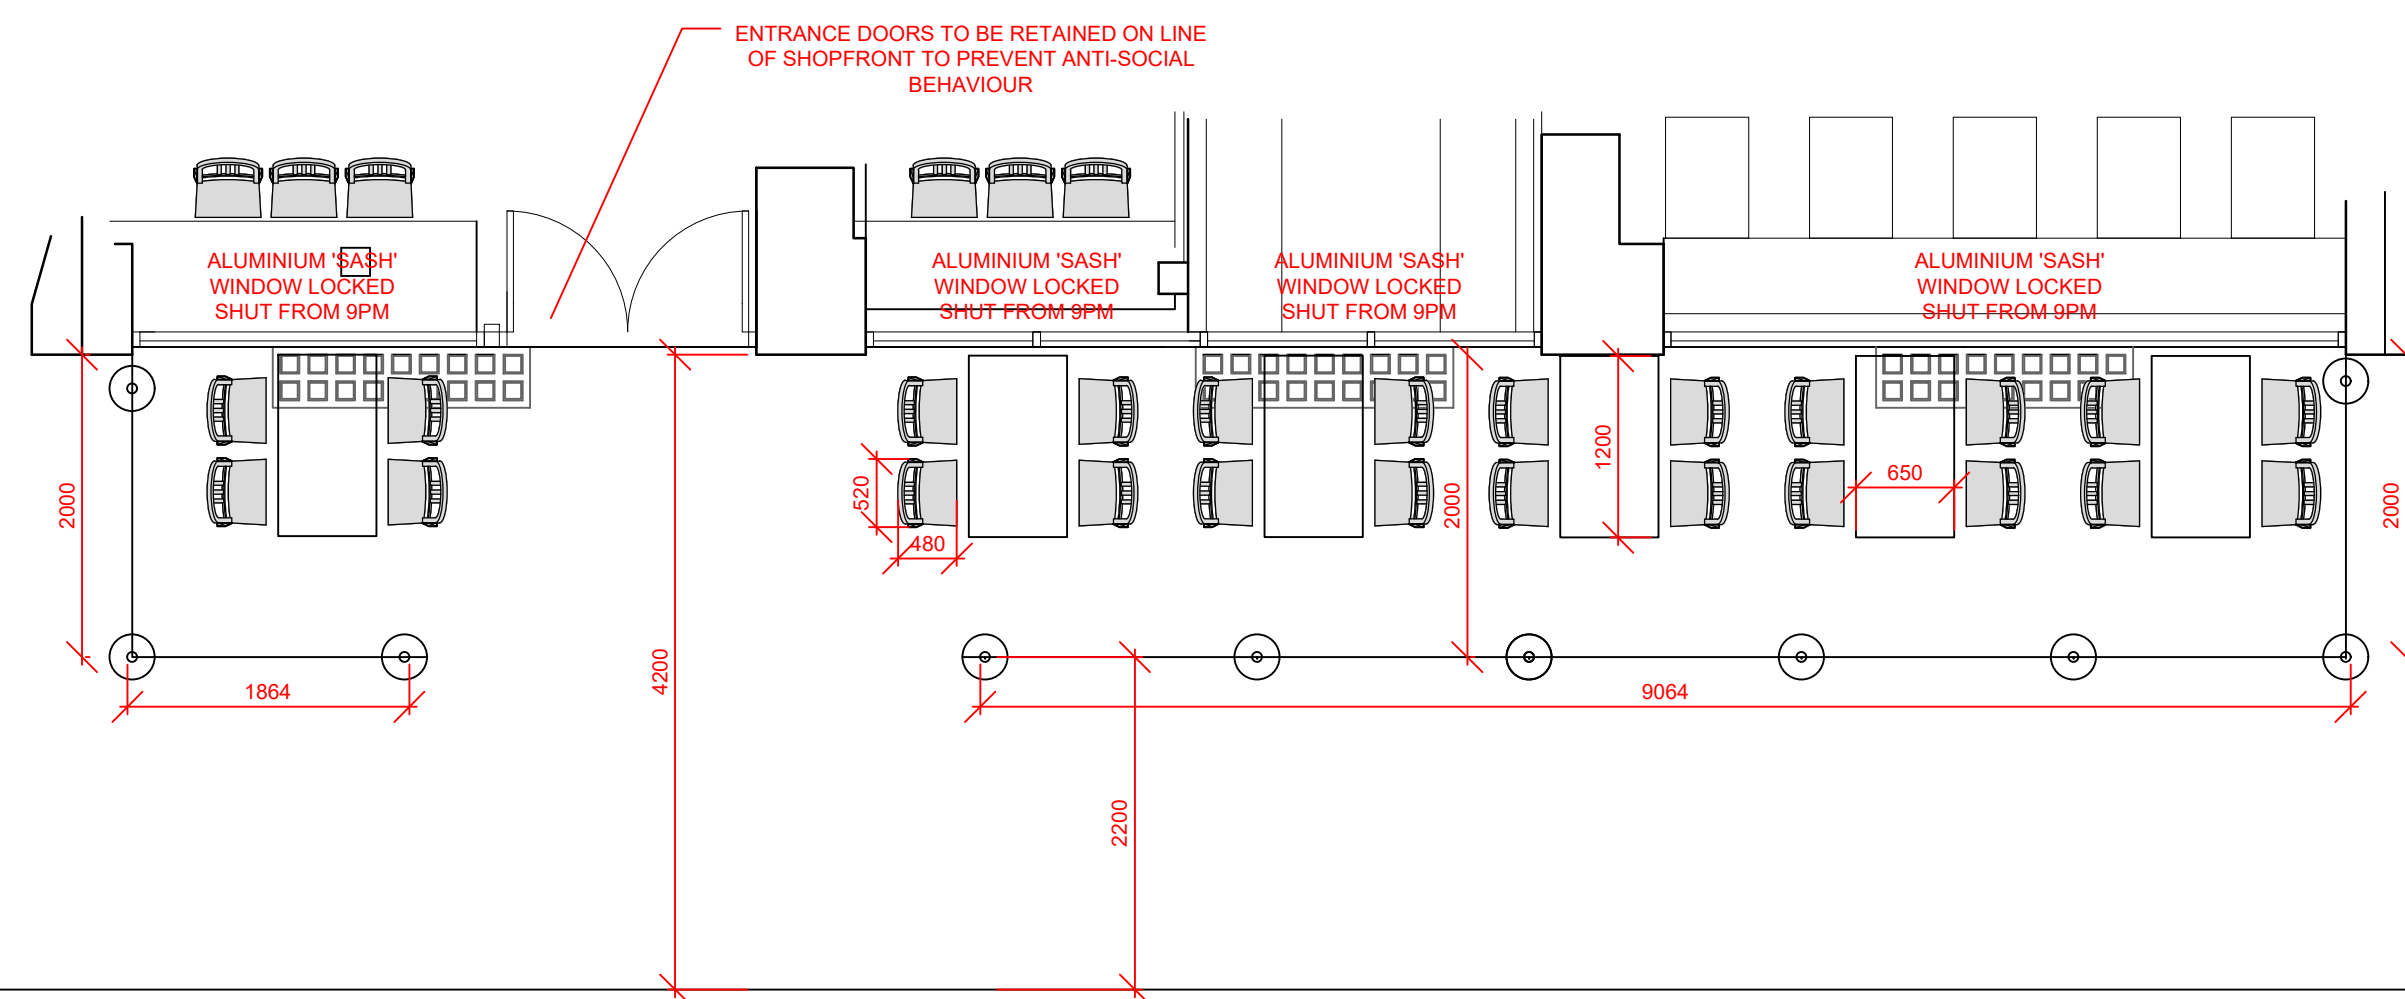 ENTRANCE DOORS TO BE RETAINED ON LINE
OF SHOPFRONT TO PREVENT ANTI-SOCIAL
BEHAVIOUR
ALUMINIUM 'SASH'
WINDOW LOCKED
SHUT FROM 9PM
ALUMINIUM 'SASH'
WINDOW LOCKED
SHUT FROM 9PM
ALUMINIUM 'SASH'
WINDOW LOCKED
SHUT FROM 9PM
ALUMINIUM 'SASH'
WINDOW LOCKED
SHUT FROM 9PM
2000
520
480
2000
1200
650
2000
1864
4200
9064
2200